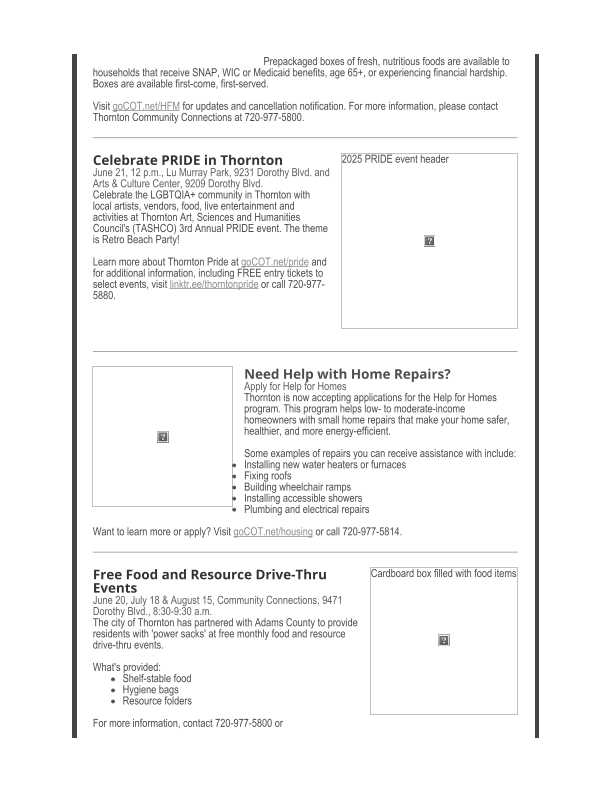 Prepackaged boxes of fresh, nutritious foods are available to
households that receive SNAP, WIC or Medicaid benefits, age 65+, or experiencing financial hardship.
Boxes are available first-come, first-served.
Visit goCOT.net/HFM for updates and cancellation notification. For more information, please contact
Thornton Community Connections at 720-977-5800.
Celebrate PRIDE in Thornton
June 21, 12 p.m., Lu Murray Park, 9231 Dorothy Blvd. and
Arts & Culture Center, 9209 Dorothy Blvd.
Celebrate the LGBTQIA+ community in Thornton with
local artists, vendors, food, live entertainment and
activities at Thornton Art, Sciences and Humanities
Council's (TASHCO) 3rd Annual PRIDE event. The theme
is Retro Beach Party!
Learn more about Thornton Pride at goCOT.net/pride and
for additional information, including FREE entry tickets to
select events, visit linktr.ee/thorntonpride or call 720-977-
5880.
2025 PRIDE event header
Need Help with Home Repairs?
Apply for Help for Homes
Thornton is now accepting applications for the Help for Homes
program. This program helps low- to moderate-income
homeowners with small home repairs that make your home safer,
healthier, and more energy-efficient.
Some examples of repairs you can receive assistance with include:
• Installing new water heaters or furnaces
• Fixing roofs
• Building wheelchair ramps
• Installing accessible showers
• Plumbing and electrical repairs
Want to learn more or apply? Visit goCOT.net/housing or call 720-977-5814.
Free Food and Resource Drive-Thru
Events
June 20, July 18 & August 15, Community Connections, 9471
Dorothy Blvd., 8:30-9:30 a.m.
The city of Thornton has partnered with Adams County to provide
residents with 'power sacks' at free monthly food and resource
drive-thru events.
What's provided:
• Shelf-stable food
• Hygiene bags
• Resource folders
For more information, contact 720-977-5800 or
Cardboard box filled with food items